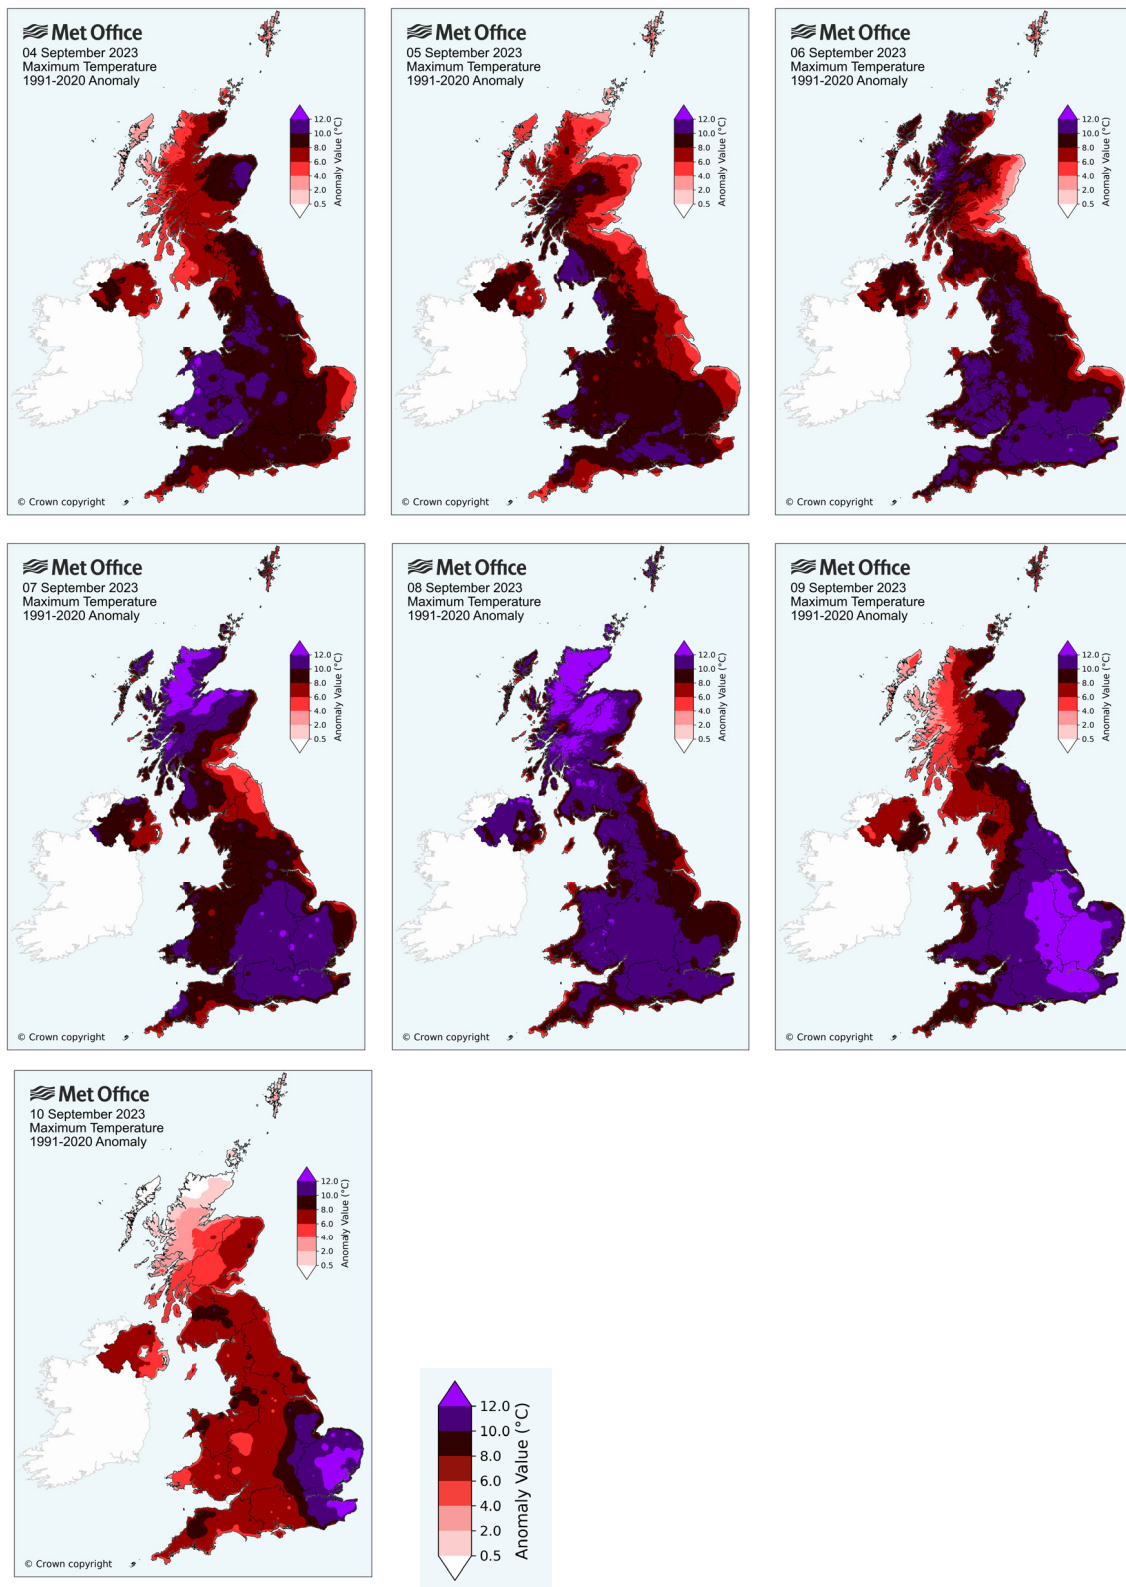 Met Office
04 September 2023
Maximum Temperature
1991-2020 Anomaly
12.0
10.0
8.0
6.0
4.0
2.0
0.5
Anomaly Value (°C)
© Crown copyright
Met Office
05 September 2023
Maximum Temperature
1991-2020 Anomaly
12.0
10.0
8.0
6.0
4.0
2.0
0.5
Anomaly Value (°C)
© Crown copyright
Met Office
06 September 2023
Maximum Temperature
1991-2020 Anomaly
12.0
10.0
8.0
6.0
4.0
2.0
0.5
Anomaly Value (°C)
© Crown copyright
Met Office
07 September 2023
Maximum Temperature
1991-2020 Anomaly
12.0
10.0
8.0
6.0
4.0
2.0
0.5
Anomaly Value (°C)
© Crown copyright
Met Office
08 September 2023
Maximum Temperature
1991-2020 Anomaly
12.0
10.0
8.0
6.0
4.0
2.0
0.5
Anomaly Value (°C)
© Crown copyright
Met Office
09 September 2023
Maximum Temperature
1991-2020 Anomaly
12.0
10.0
8.0
6.0
4.0
2.0
0.5
Anomaly Value (°C)
© Crown copyright
Met Office
10 September 2023
Maximum Temperature
1991-2020 Anomaly
12.0
10.0
8.0
6.0
4.0
2.0
0.5
Anomaly Value (°C)
© Crown copyright
12.0
10.0
8.0
6.0
4.0
2.0
0.5
Anomaly Value (°C)